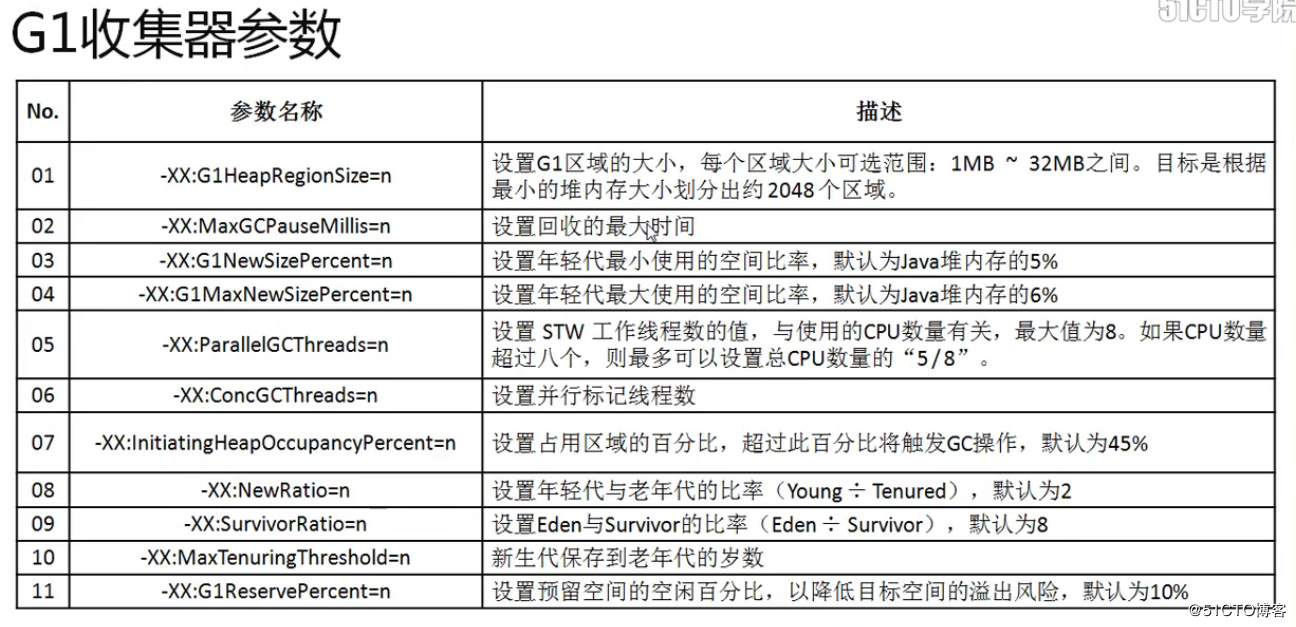 51CTO学院
G1收集器参数
No. 参数名称 描述
01 -XX:G1HeapRegionSize=n 设置G1区域的大小，每个区域大小可选范围：1MB ~ 32MB之间。目标是根据
最小的堆内存大小划分出约2048个区域。
02 -XX:MaxGCPauseMillis=n 设置回收的最大时间
03 -XX:G1NewSizePercent=n 设置年轻代最小使用的空间比率，默认为Java堆内存的5%
04 -XX:G1MaxNewSizePercent=n 设置年轻代最大使用的空间比率，默认为Java堆内存的6%
05 -XX:ParallelGCThreads=n 设置 STW 工作线程数的值，与使用的CPU数量有关，最大值为8。如果CPU数量
超过八个，则最多可以设置总CPU数量的“5/8”。
06 -XX:ConcGCThreads=n 设置并行标记线程数
07 -XX:InitiatingHeapOccupancyPercent=n 设置占用区域的百分比，超过此百分比将触发GC操作，默认为45%
08 -XX:NewRatio=n 设置年轻代与老年代的比率（Young ÷ Tenured），默认为2
09 -XX:SurvivorRatio=n 设置Eden与Survivor的比率（Eden ÷ Survivor），默认为8
10 -XX:MaxTenuringThreshold=n 新生代保存到老年代的岁数
11 -XX:G1ReservePercent=n 设置预留空间的空闲百分比，以降低目标空间的溢出风险，默认为10%
@51CTO博客